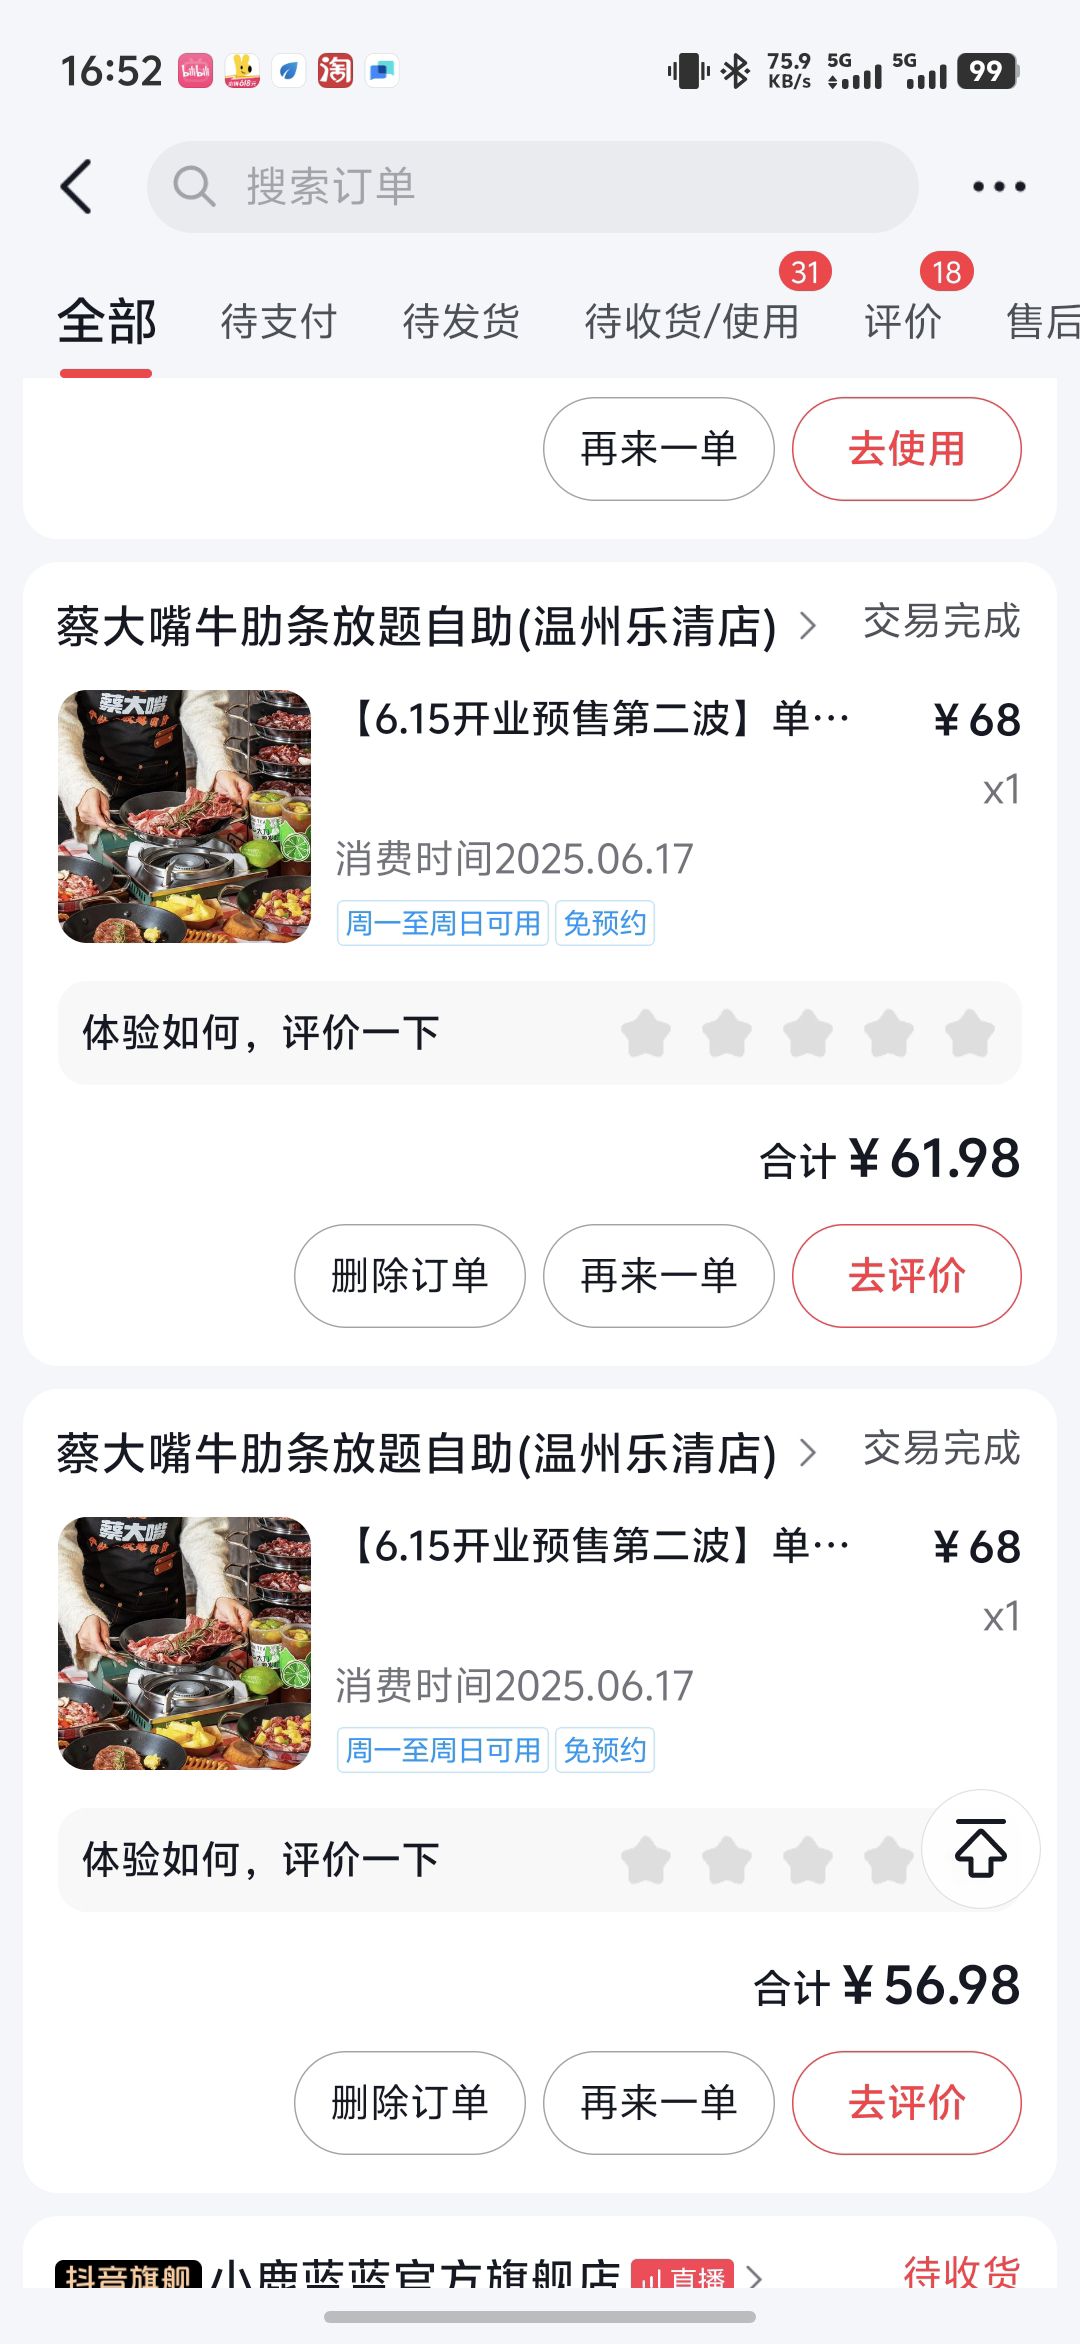 16:52
75.9 KB/s 5G 5G 99
搜索订单
31 18
全部 待支付 待发货 待收货/使用 评价 售后
再来一单 去使用
蔡大嘴牛肋条放题自助(温州乐清店) 交易完成
蔡大嘴
【6.15开业预售第二波】单… ¥68
x1
消费时间2025.06.17
周一至周日可用 免预约
体验如何，评价一下
合计 ¥61.98
删除订单 再来一单 去评价
蔡大嘴牛肋条放题自助(温州乐清店) 交易完成
蔡大嘴
【6.15开业预售第二波】单… ¥68
x1
消费时间2025.06.17
周一至周日可用 免预约
体验如何，评价一下
合计 ¥56.98
删除订单 再来一单 去评价
抖音旗舰 小鹿蓝蓝官方旗舰店 直播 待收货